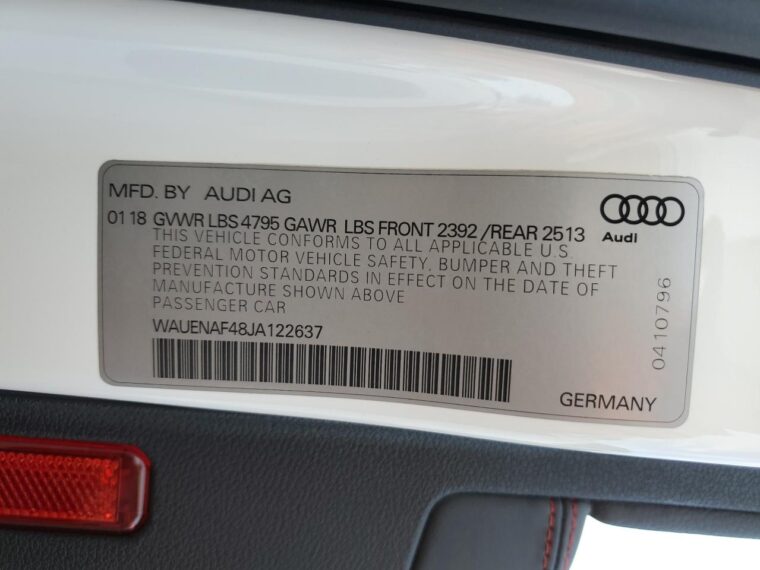 MFD. BY AUDI AG
01 18 GVWR LBS 4795 GAWR LBS FRONT 2392 /REAR 2513
THIS VEHICLE CONFORMS TO ALL APPLICABLE U.S.
FEDERAL MOTOR VEHICLE SAFETY, BUMPER AND THEFT
PREVENTION STANDARDS IN EFFECT ON THE DATE OF
MANUFACTURE SHOWN ABOVE
PASSENGER CAR
WAUENAF48JA122637
Audi
0410796
GERMANY